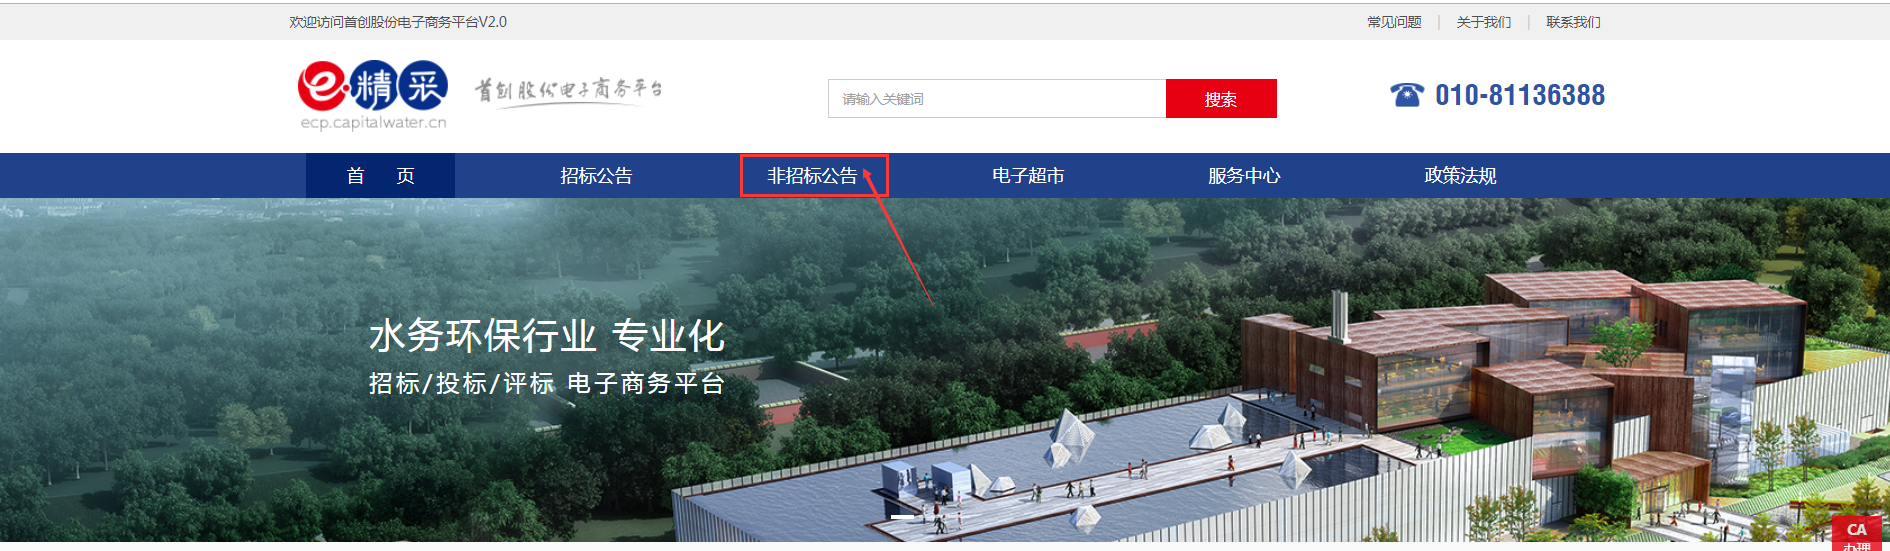 欢迎访问首创股份电子商务平台V2.0
常见问题 | 关于我们 | 联系我们
e·精采
ecp.capitalwater.cn
首创股份电子商务平台
请输入关键词
搜索
010-81136388
首 页
招标公告
非招标公告
电子超市
服务中心
政策法规
水务环保行业 专业化
招标/投标/评标 电子商务平台
CA
办理